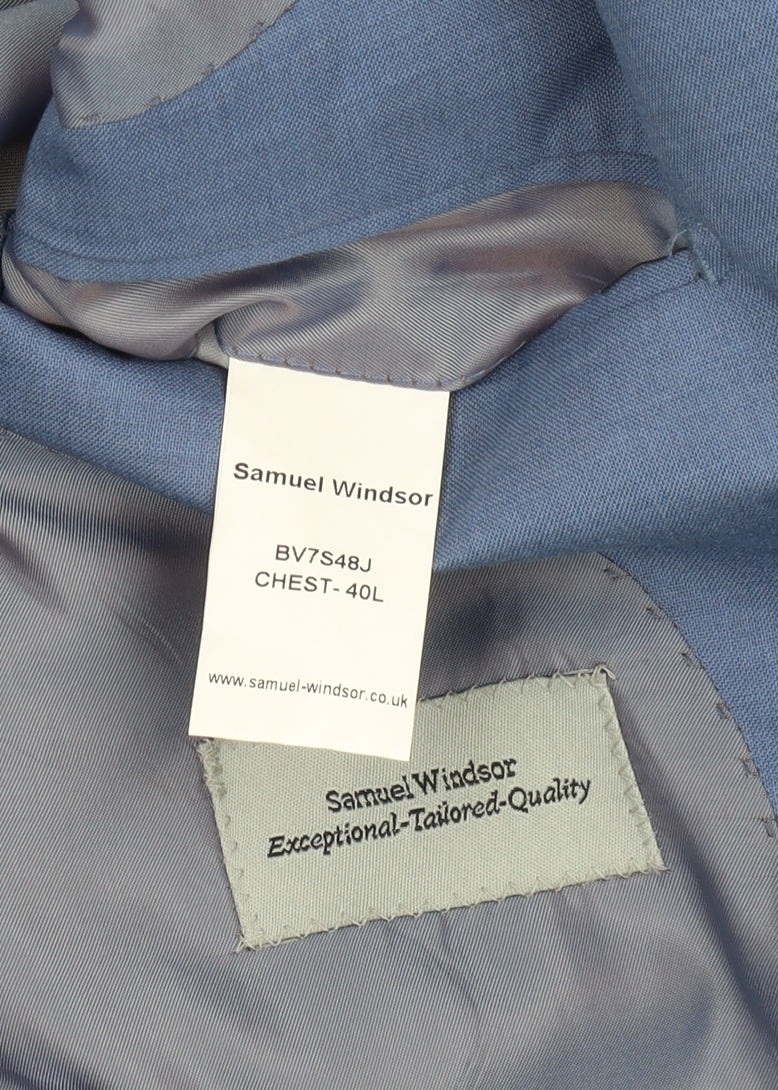 Samuel Windsor
BV7S48J
CHEST- 40L
www.samuel-windsor.co.uk
Samuel Windsor
Exceptional-Tailored-Quality